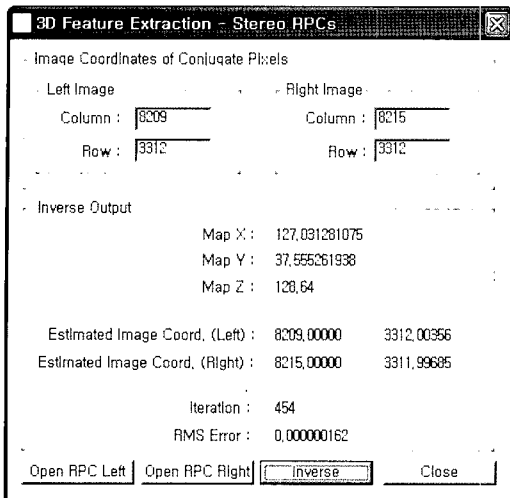 3D Feature Extraction - Stereo RPCs
Image Coordinates of Conjugate Pixels
Left Image
Right Image
Column : 8209
Column : 8215
Row : 3312
Row : 3312
Inverse Output
Map X : 127,031281075
Map Y : 37,555261938
Map Z : 128,64
Estimated Image Coord, (Left) : 8209,00000 3312,00356
Estimated Image Coord, (Right) : 8215,00000 3311,99685
Iteration : 454
RMS Error : 0,000000162
Open RPC Left Open RPC Right Inverse Close